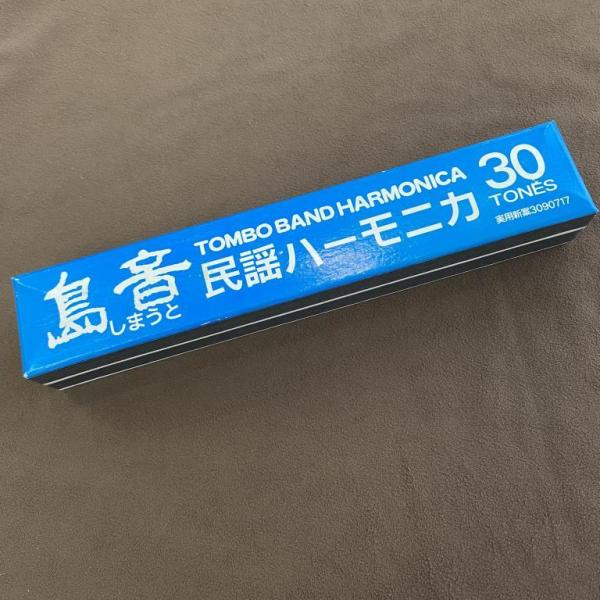 島音
しまうと
TOMBO BAND HARMONICA
民謡ハーモニカ
30
TONES
実用新案3090717